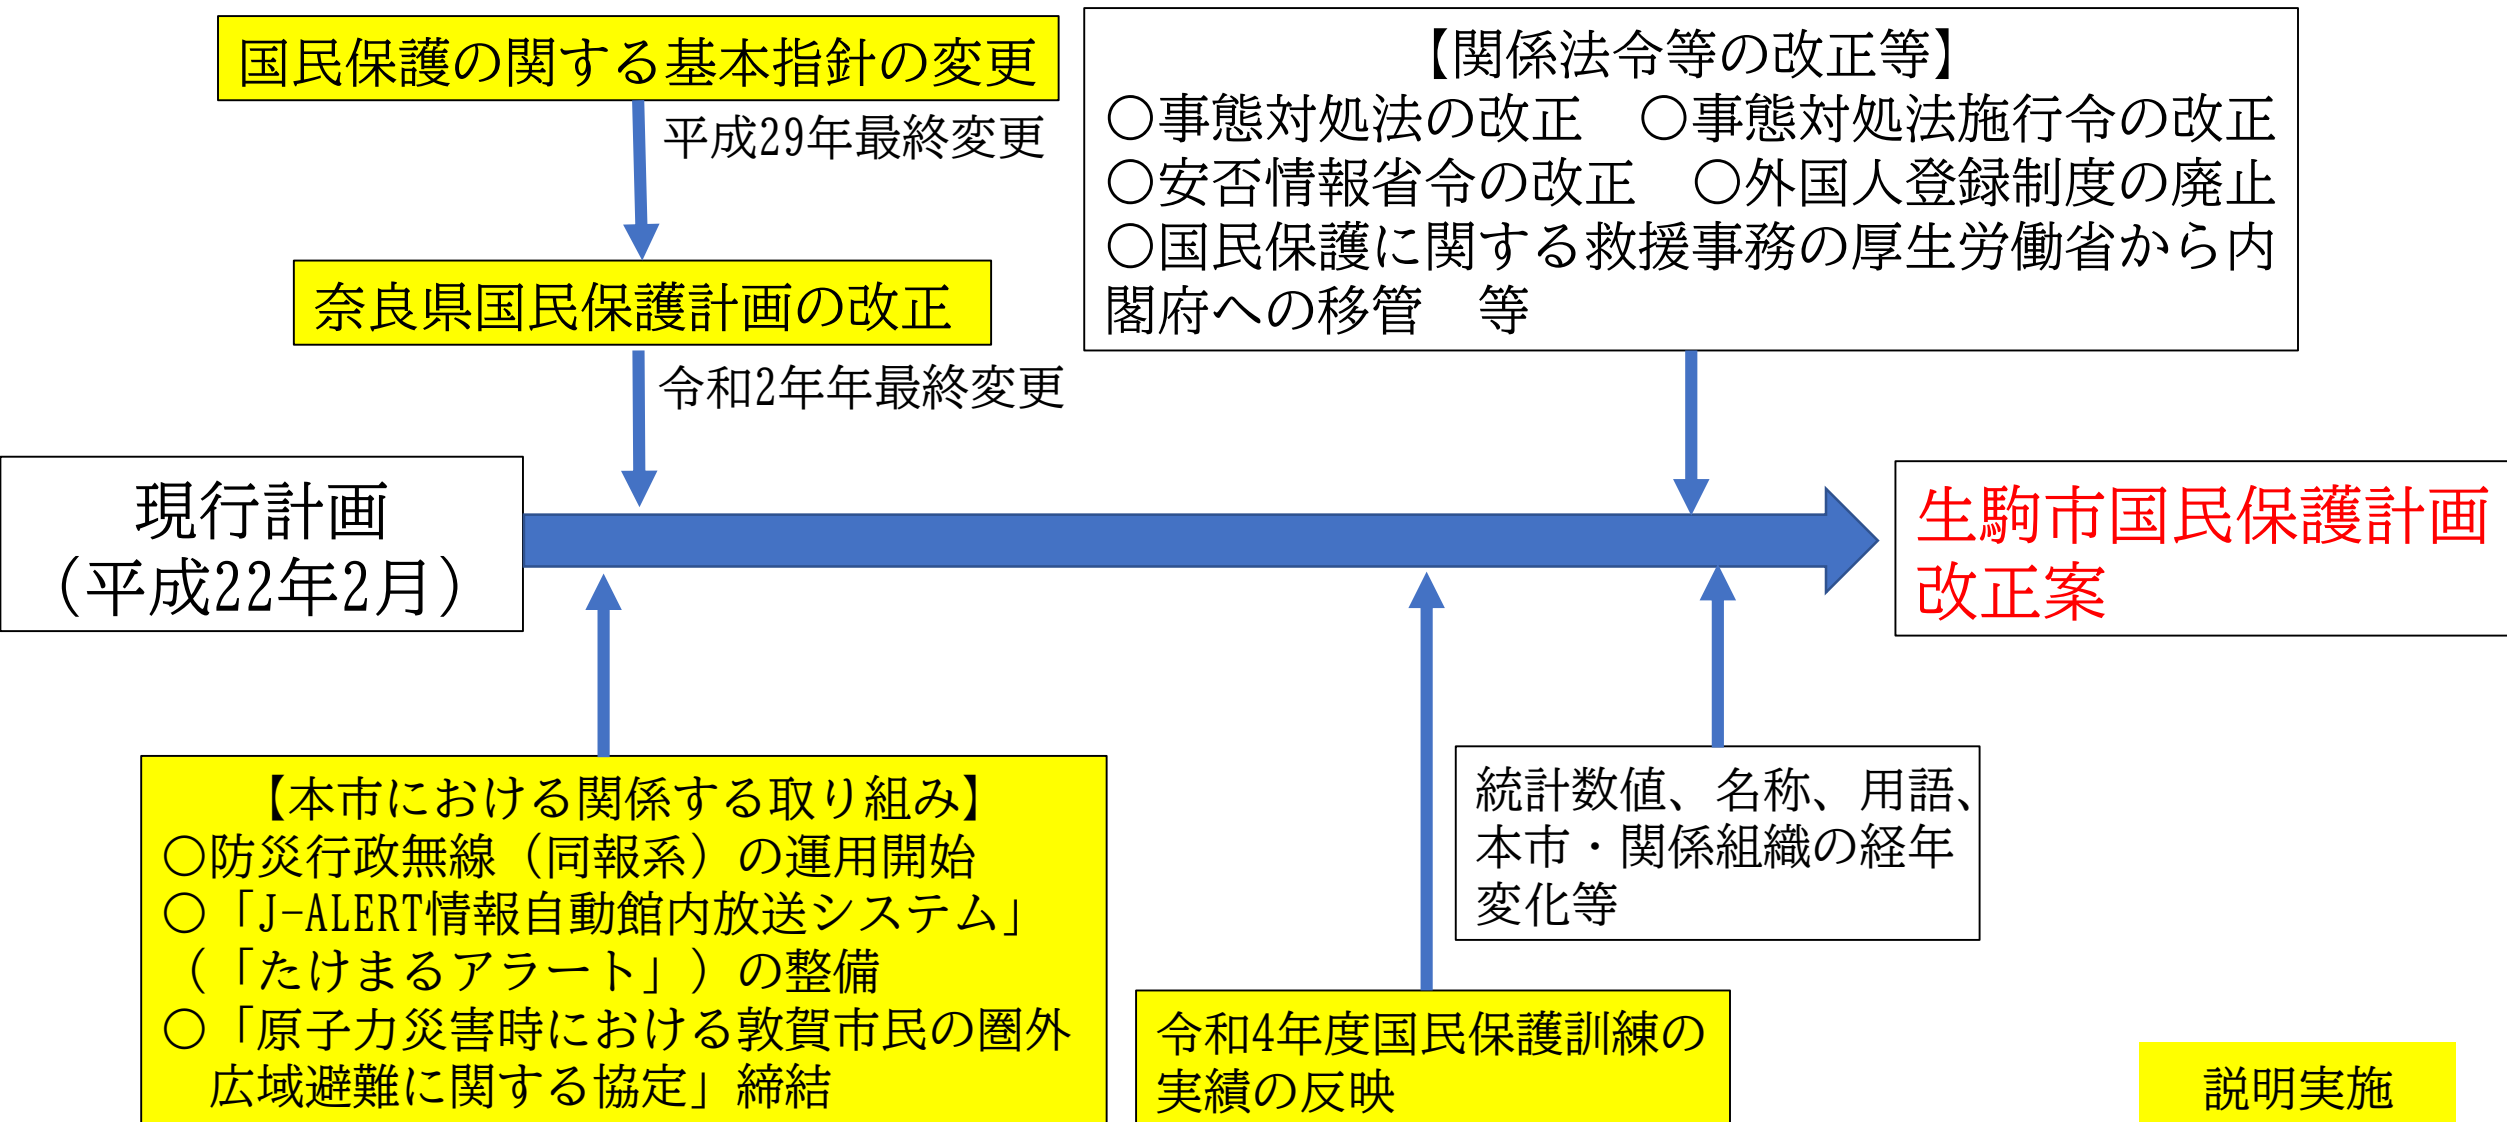 国民保護の関する基本指針の変更
平成29年最終変更
奈良県国民保護計画の改正
令和2年年最終変更
【関係法令等の改正等】
○事態対処法の改正　○事態対処法施行令の改正
○安否情報省令の改正　○外国人登録制度の廃止
○国民保護に関する救援事務の厚生労働省から内
閣府への移管　等
現行計画
（平成22年2月）
生駒市国民保護計画
改正案
【本市における関係する取り組み】
○防災行政無線（同報系）の運用開始
○「J-ALERT情報自動館内放送システム」
（「たけまるアラート」）の整備
○「原子力災害時における敦賀市民の圏外
広域避難に関する協定」締結
統計数値、名称、用語、
本市・関係組織の経年
変化等
令和4年度国民保護訓練の
実績の反映
説明実施